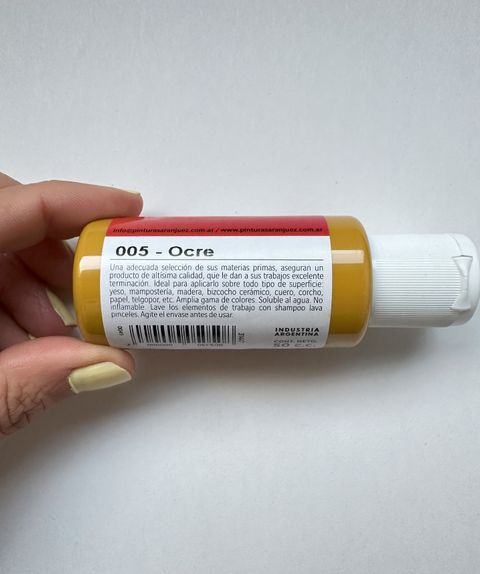 info@pinturasaranjuez.com.ar / www.pinturasaranjuez.com.ar
005 - Ocre
Una adecuada selección de sus materias primas, aseguran un
producto de altísima calidad, que le dan a sus trabajos excelente
terminación. Ideal para aplicarlo sobre todo tipo de superficie:
yeso, mampostería, madera, bizcocho cerámico, cuero, corcho,
papel, telgopor, etc. Amplia gama de colores. Soluble al agua. No
inflamable. Lave los elementos de trabajo con shampoo lava
pinceles. Agite el envase antes de usar.
INDUSTRIA
ARGENTINA
CONT. NETO.
50 c.c.